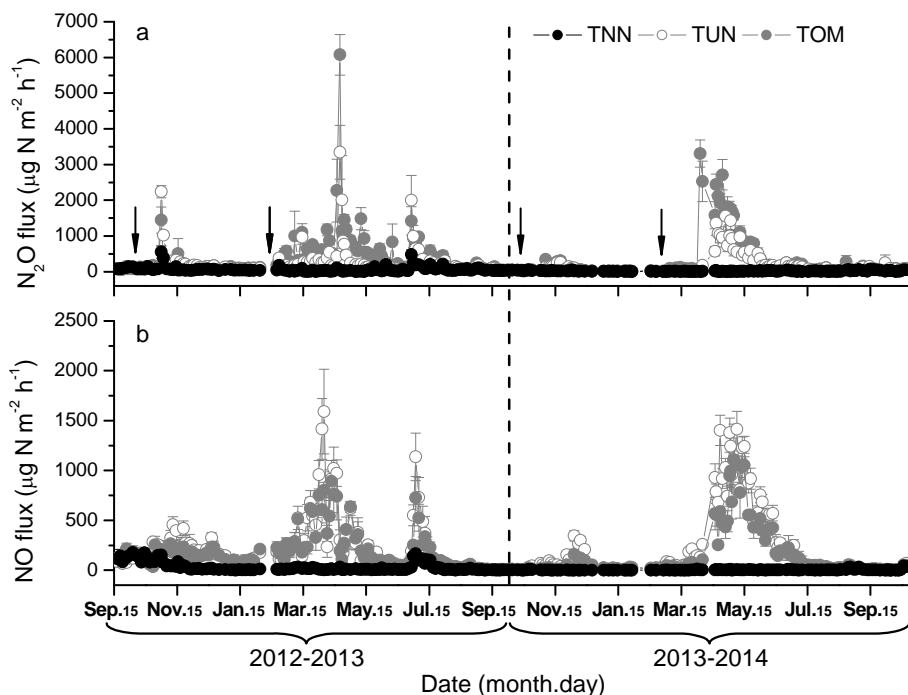 a
TNN TUN TOM
7000
6000
5000
4000
3000
2000
1000
0
N₂O flux (μg N m⁻² h⁻¹)
b
2500
2000
1500
1000
500
0
NO flux (μg N m⁻² h⁻¹)
Sep.15 Nov.15 Jan.15 Mar.15 May.15 Jul.15 Sep.15 Nov.15 Jan.15 Mar.15 May.15 Jul.15 Sep.15
2012-2013 2013-2014
Date (month.day)